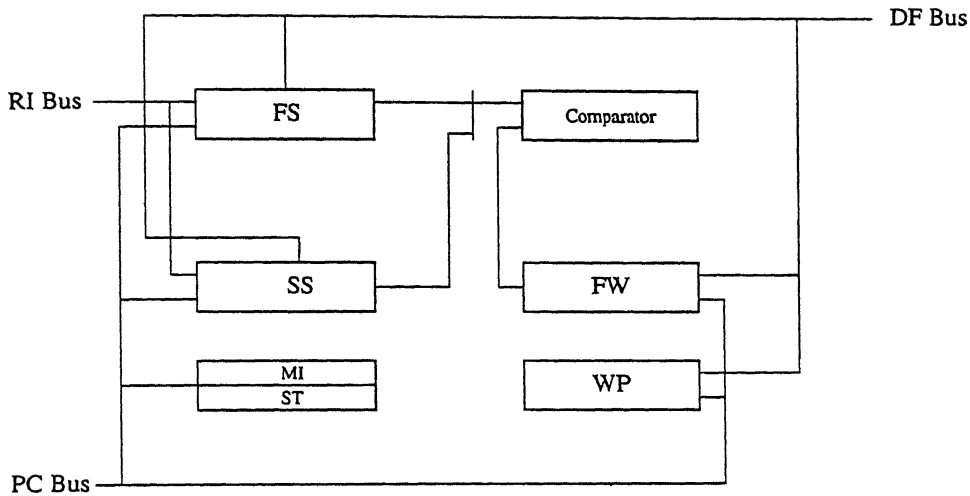 DF Bus
RI Bus
FS
Comparator
SS
FW
MI
ST
WP
PC Bus